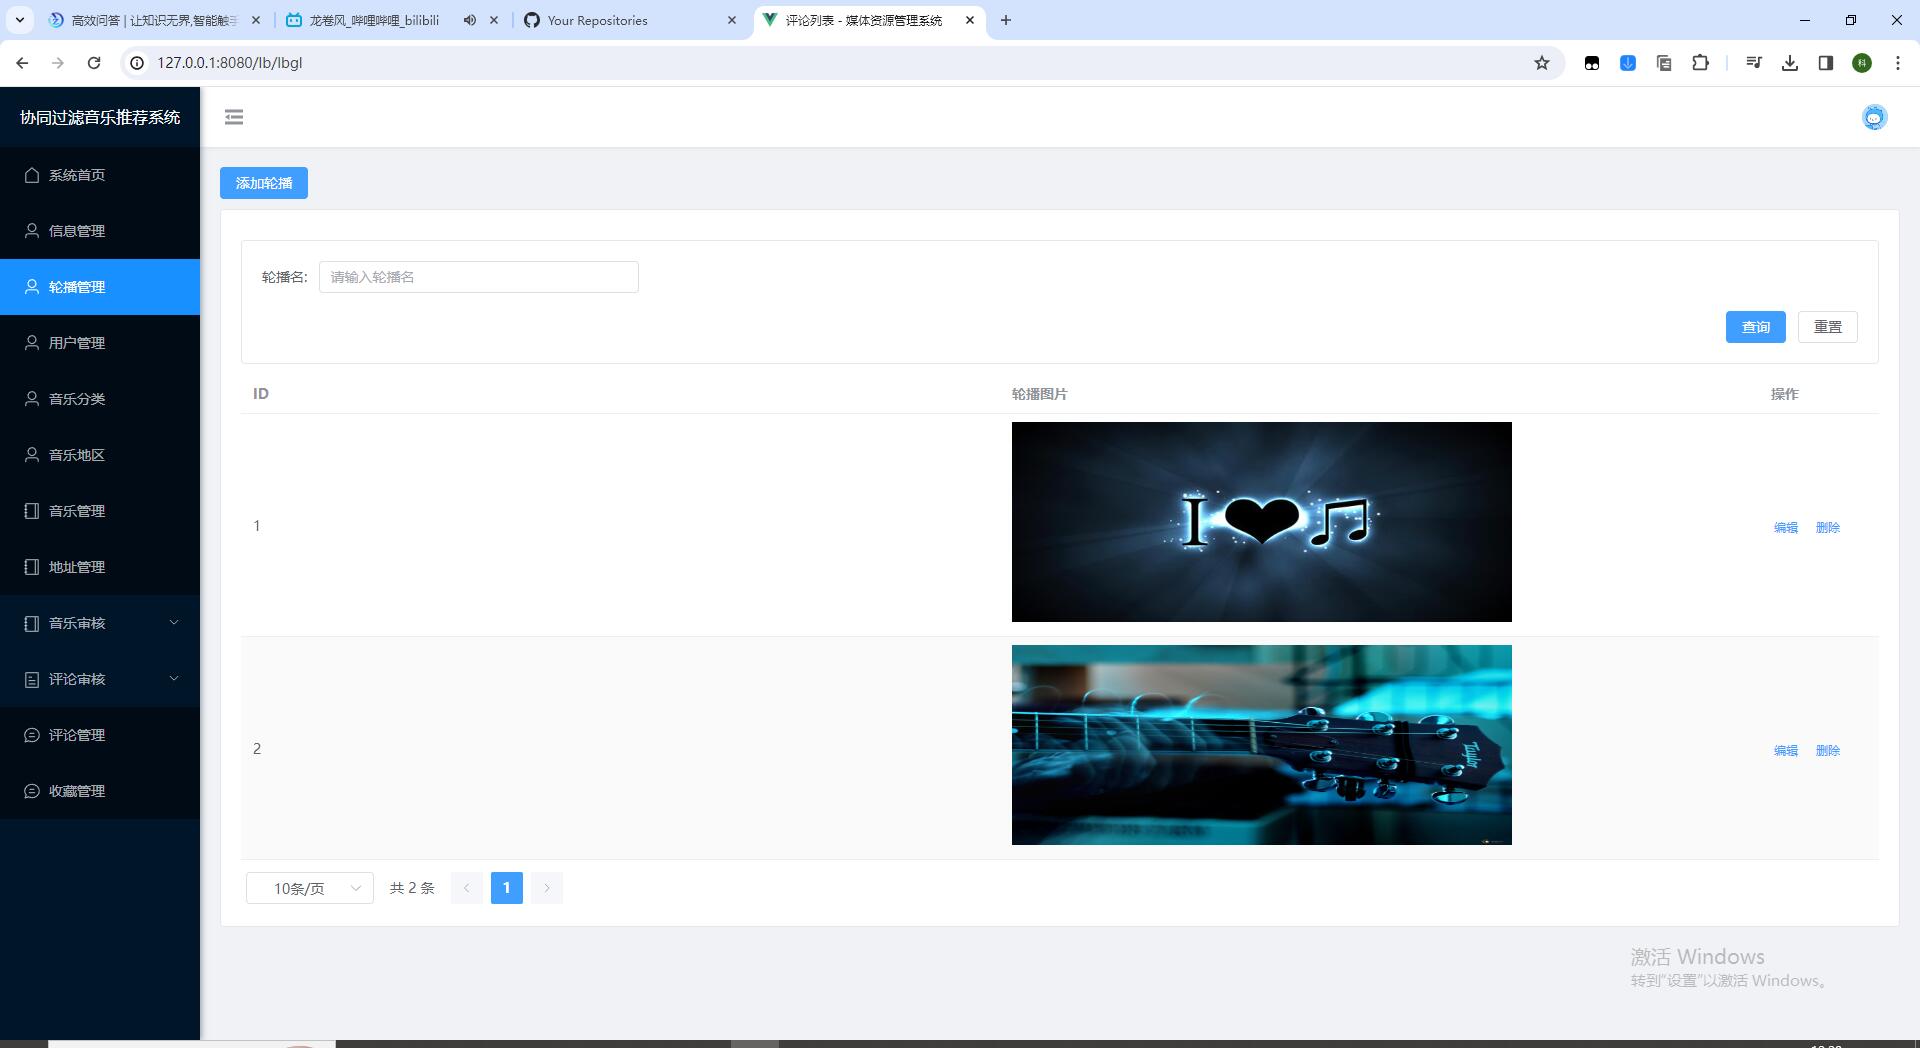 高效问答 | 让知识无界,智能触手
龙卷风_哔哩哔哩_bilibili
Your Repositories
评论列表 - 媒体资源管理系统
127.0.0.1:8080/lb/lbgl
科
协同过滤音乐推荐系统
系统首页
信息管理
轮播管理
用户管理
音乐分类
音乐地区
音乐管理
地址管理
音乐审核
评论审核
评论管理
收藏管理
添加轮播
轮播名:
请输入轮播名
查询
重置
ID
轮播图片
操作
1
I
编辑
删除
2
Taylor
编辑
删除
10条/页
共 2 条
1
激活 Windows
转到"设置"以激活 Windows。